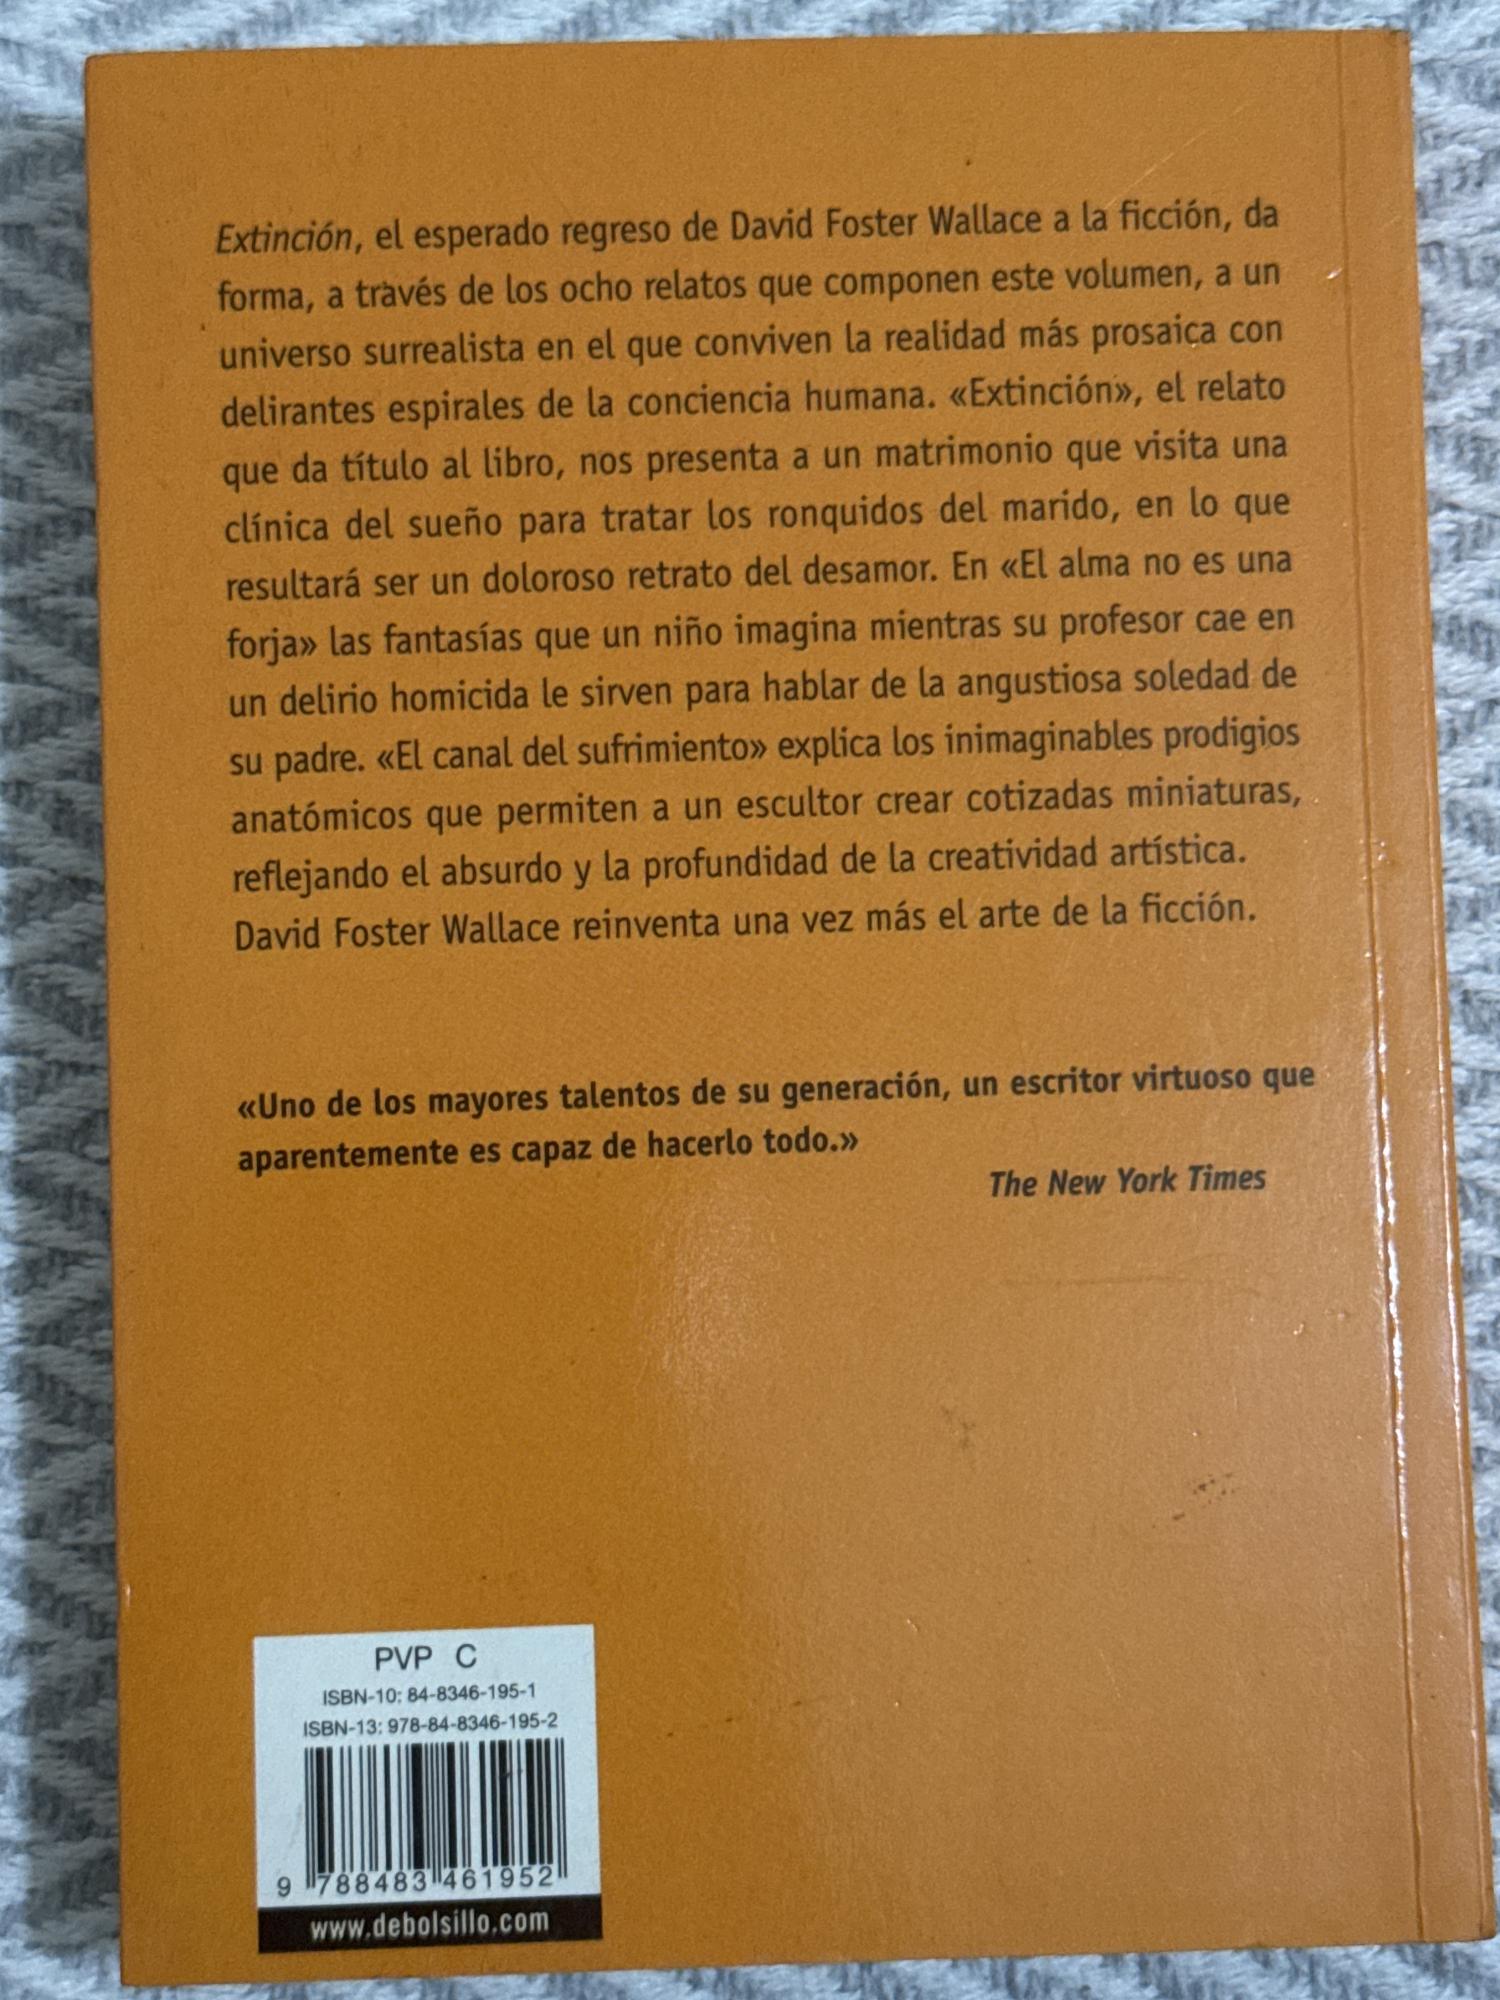 Extinción, el esperado regreso de David Foster Wallace a la ficción, da
forma, a través de los ocho relatos que componen este volumen, a un
universo surrealista en el que conviven la realidad más prosaica con
delirantes espirales de la conciencia humana. «Extinción», el relato
que da título al libro, nos presenta a un matrimonio que visita una
clínica del sueño para tratar los ronquidos del marido, en lo que
resultará ser un doloroso retrato del desamor. En «El alma no es una
forja» las fantasías que un niño imagina mientras su profesor cae en
un delirio homicida le sirven para hablar de la angustiosa soledad de
su padre. «El canal del sufrimiento» explica los inimaginables prodigios
anatómicos que permiten a un escultor crear cotizadas miniaturas,
reflejando el absurdo y la profundidad de la creatividad artística.
David Foster Wallace reinventa una vez más el arte de la ficción.
«Uno de los mayores talentos de su generación, un escritor virtuoso que
aparentemente es capaz de hacerlo todo.»
The New York Times
PVP C
ISBN-10: 84-8346-195-1
ISBN-13: 978-84-8346-195-2
9 788483 461952
www.debolsillo.com